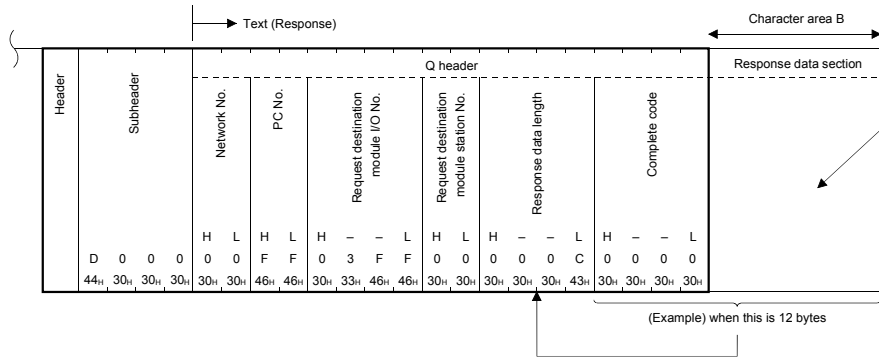 Text (Response)
Character area B
Q header
Response data section
Header
Subheader
Network No.
PC No.
Request destination
module I/O No.
Request destination
module station No.
Response data length
Complete code
H L H L H – – L H L H – – L H – – L
D 0 0 0 0 0 F F 0 3 F F 0 0 0 0 0 C 0 0 0 0
44H 30H 30H 30H 30H 30H 46H 46H 30H 33H 46H 46H 30H 30H 30H 30H 30H 43H 30H 30H 30H 30H
(Example) when this is 12 bytes